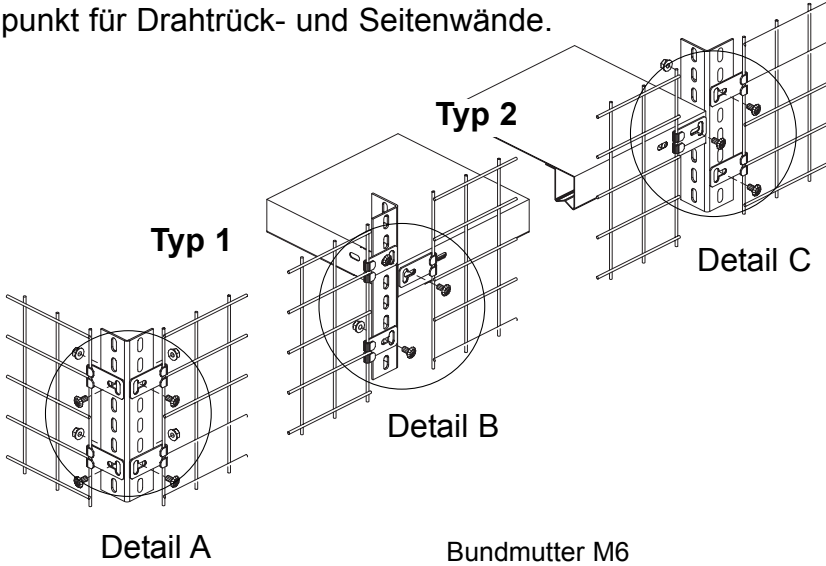 punkt für Drahtrück- und Seitenwände.
Typ 2
Typ 1
Detail C
Detail B
Detail A
Bundmutter M6